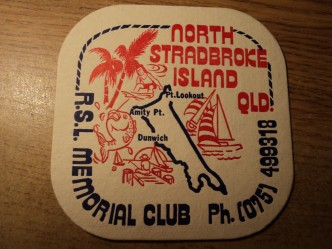 NORTH
STRADBROKE
ISLAND
QLD.
Pt. Lookout
Amity Pt.
Dunwich
R.S.L. MEMORIAL CLUB Ph. (075) 499318